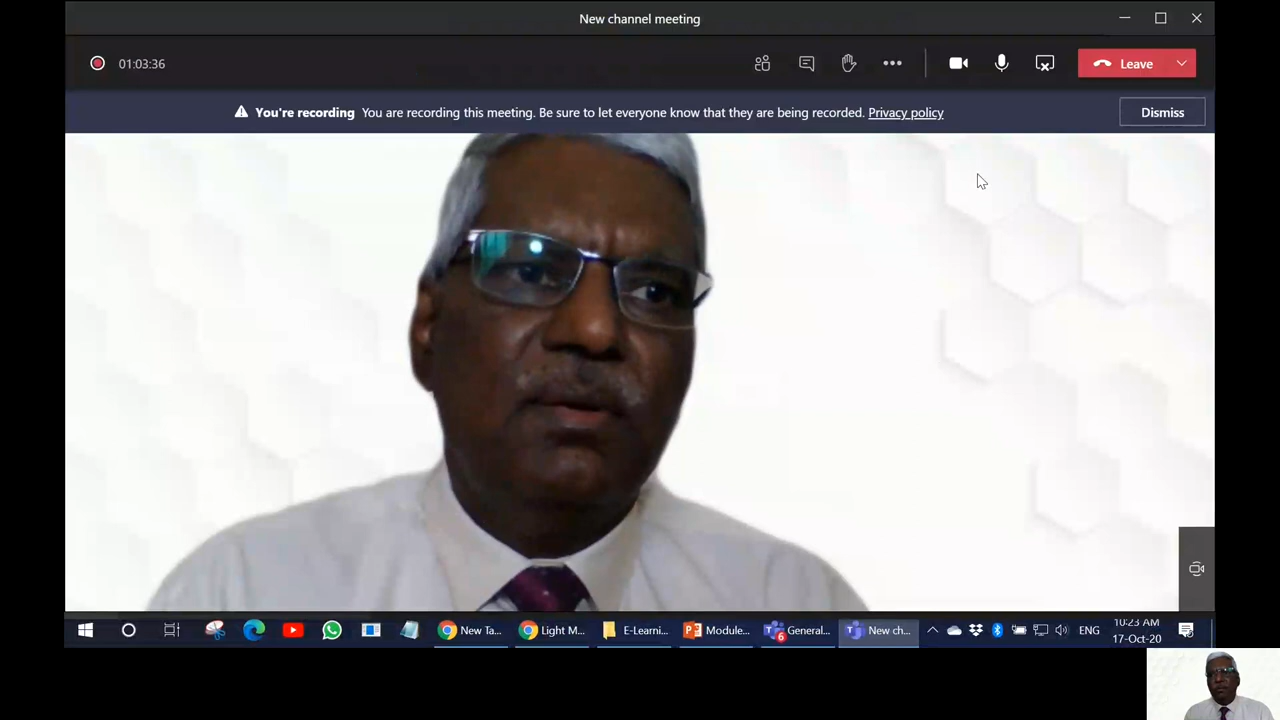 New channel meeting
01:03:36
Leave
You're recording You are recording this meeting. Be sure to let everyone know that they are being recorded. Privacy policy
Dismiss
New Ta...
Light M...
E-Learni...
Module...
6
General...
New ch...
ENG
10:23 AM
17-Oct-20